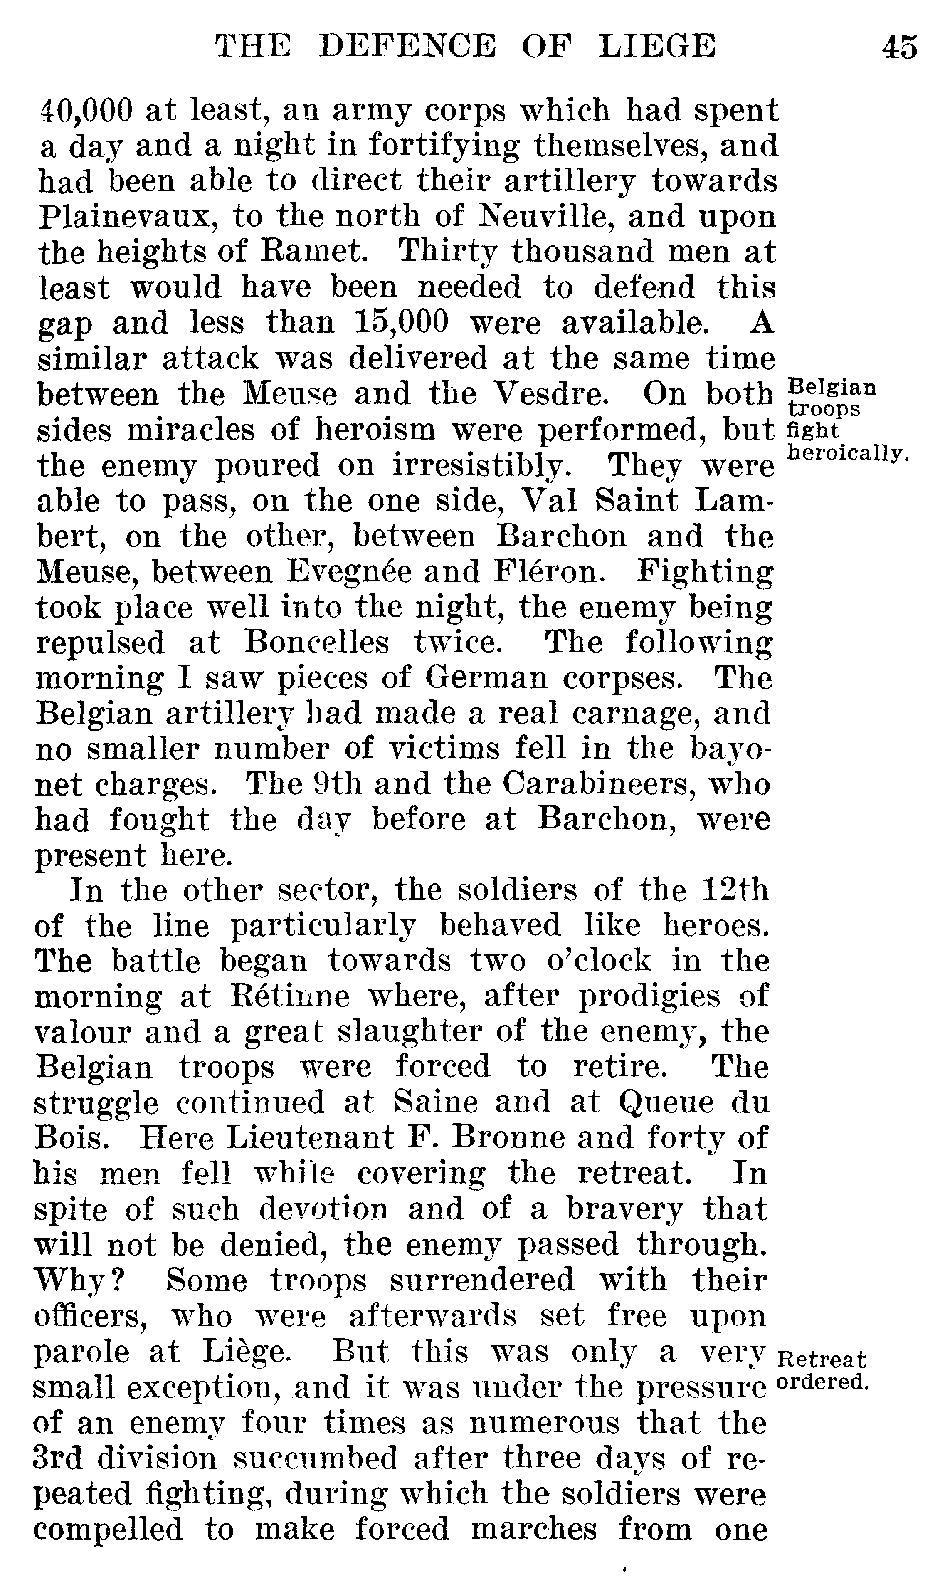 THE DEFENCE OF LIEGE 45
40,000 at least, an army corps which had spent
a day and a night in fortifying themselves, and
had been able to direct their artillery towards
Plainevaux, to the north of Neuville, and upon
the heights of Ramet. Thirty thousand men at
least would have been needed to defend this
gap and less than 15,000 were available. A
similar attack was delivered at the same time
between the Meuse and the Vesdre. On both
sides miracles of heroism were performed, but
the enemy poured on irresistibly. They were
Belgian
troops
fight
heroically.
able to pass, on the one side, Val Saint Lam-
bert, on the other, between Barchon and the
Meuse, between Evegnée and Fléron. Fighting
took place well into the night, the enemy being
repulsed at Boncelles twice. The following
morning I saw pieces of German corpses. The
Belgian artillery had made a real carnage, and
no smaller number of victims fell in the bayo-
net charges. The 9th and the Carabineers, who
had fought the day before at Barchon, were
present here.
In the other sector, the soldiers of the 12th
of the line particularly behaved like heroes.
The battle began towards two o'clock in the
morning at Rétinne where, after prodigies of
valour and a great slaughter of the enemy, the
Belgian troops were forced to retire. The
struggle continued at Saine and at Queue du
Bois. Here Lieutenant F. Bronne and forty of
his men fell while covering the retreat. In
spite of such devotion and of a bravery that
will not be denied, the enemy passed through.
Why? Some troops surrendered with their
officers, who were afterwards set free upon
parole at Liège. But this was only a very
small exception, and it was under the pressure
Retreat
ordered.
of an enemy four times as numerous that the
3rd division succumbed after three days of re-
peated fighting, during which the soldiers were
compelled to make forced marches from one